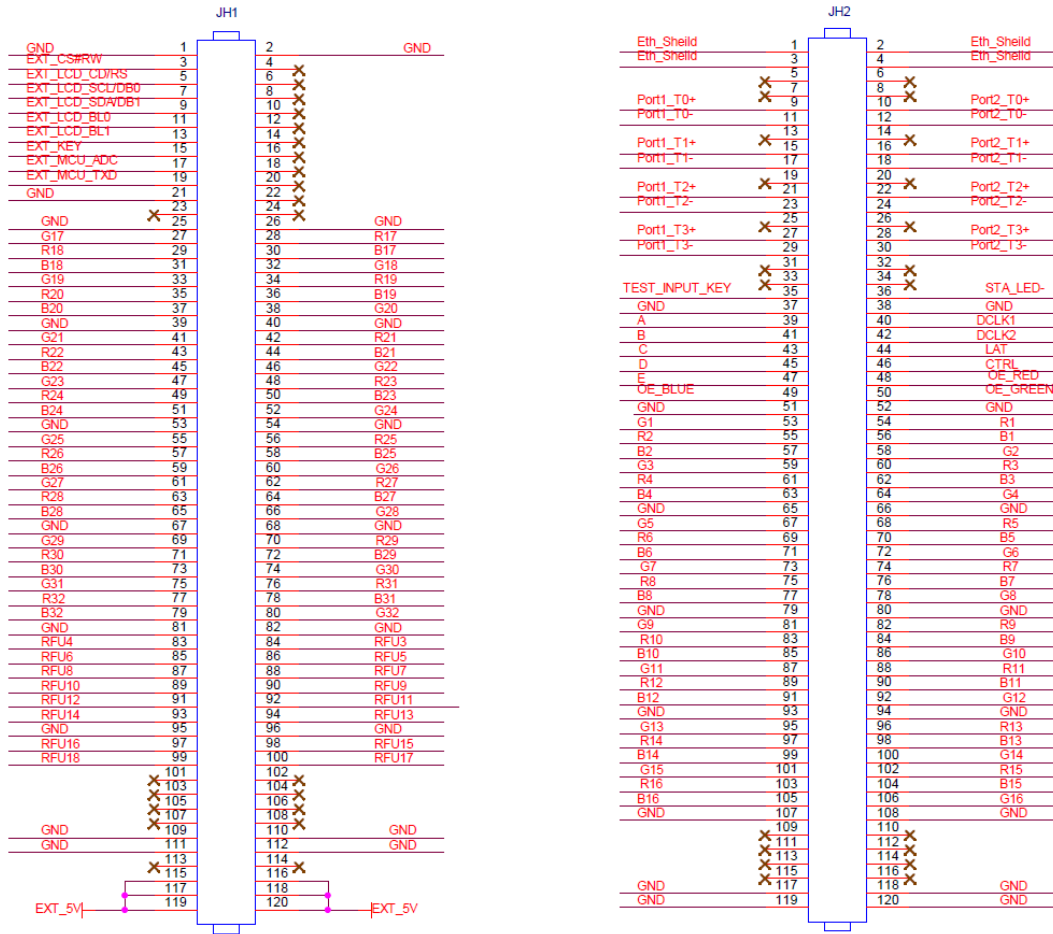 JH1
GND 1 2 GND
EXT_CS#RW 3 4
EXT_LCD_CD/RS 5 6
EXT_LCD_SCL/DB0 7 8
EXT_LCD_SDA/DB1 9 10
EXT_LCD_BL0 11 12
EXT_LCD_BL1 13 14
EXT_KEY 15 16
EXT_MCU_ADC 17 18
EXT_MCU_TXD 19 20
GND 21 22
23 24
GND 25 26 GND
G17 27 28 R17
R18 29 30 B17
B18 31 32 G18
G19 33 34 R19
R20 35 36 B19
B20 37 38 G20
GND 39 40 GND
G21 41 42 R21
R22 43 44 B21
B22 45 46 G22
G23 47 48 R23
R24 49 50 B23
B24 51 52 G24
GND 53 54 GND
G25 55 56 R25
R26 57 58 B25
B26 59 60 G26
G27 61 62 R27
R28 63 64 B27
B28 65 66 G28
GND 67 68 GND
G29 69 70 R29
R30 71 72 B29
B30 73 74 G30
G31 75 76 R31
R32 77 78 B31
B32 79 80 G32
GND 81 82 GND
RFU4 83 84 RFU3
RFU6 85 86 RFU5
RFU8 87 88 RFU7
RFU10 89 90 RFU9
RFU12 91 92 RFU11
RFU14 93 94 RFU13
GND 95 96 GND
RFU16 97 98 RFU15
RFU18 99 100 RFU17
101 102
103 104
105 106
107 108
GND 109 110 GND
GND 111 112 GND
113 114
115 116
117 118
EXT_5V 119 120 EXT_5V
JH2
Eth_Sheild 1 2 Eth_Sheild
Eth_Sheild 3 4 Eth_Sheild
5 6
7 8
Port1_T0+ 9 10 Port2_T0+
Port1_T0- 11 12 Port2_T0-
13 14
Port1_T1+ 15 16 Port2_T1+
Port1_T1- 17 18 Port2_T1-
19 20
Port1_T2+ 21 22 Port2_T2+
Port1_T2- 23 24 Port2_T2-
25 26
Port1_T3+ 27 28 Port2_T3+
Port1_T3- 29 30 Port2_T3-
31 32
33 34
TEST_INPUT_KEY 35 36 STA_LED-
GND 37 38 GND
A 39 40 DCLK1
B 41 42 DCLK2
C 43 44 LAT
D 45 46 CTRL
E 47 48 OE_RED
OE_BLUE 49 50 OE_GREEN
GND 51 52 GND
G1 53 54 R1
R2 55 56 B1
B2 57 58 G2
G3 59 60 R3
R4 61 62 B3
B4 63 64 G4
GND 65 66 GND
G5 67 68 R5
R6 69 70 B5
B6 71 72 G6
G7 73 74 R7
R8 75 76 B7
B8 77 78 G8
GND 79 80 GND
G9 81 82 R9
R10 83 84 B9
B10 85 86 G10
G11 87 88 R11
R12 89 90 B11
B12 91 92 G12
GND 93 94 GND
G13 95 96 R13
R14 97 98 B13
B14 99 100 G14
G15 101 102 R15
R16 103 104 B15
B16 105 106 G16
GND 107 108 GND
109 110
111 112
113 114
115 116
GND 117 118 GND
GND 119 120 GND